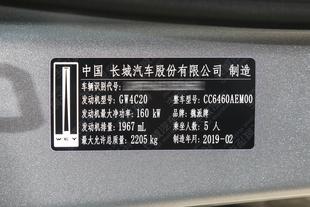 中国 长城汽车股份有限公司 制造
车辆识别代号:
发动机型号: GW4C20 整车型号: CC6460AEM00
发动机最大净功率: 160 kW 品牌: 魏派牌
发动机排量: 1967 mL 乘坐人数: 5 人
最大允许总质量: 2205 kg 制造年月: 2019-02
WEY